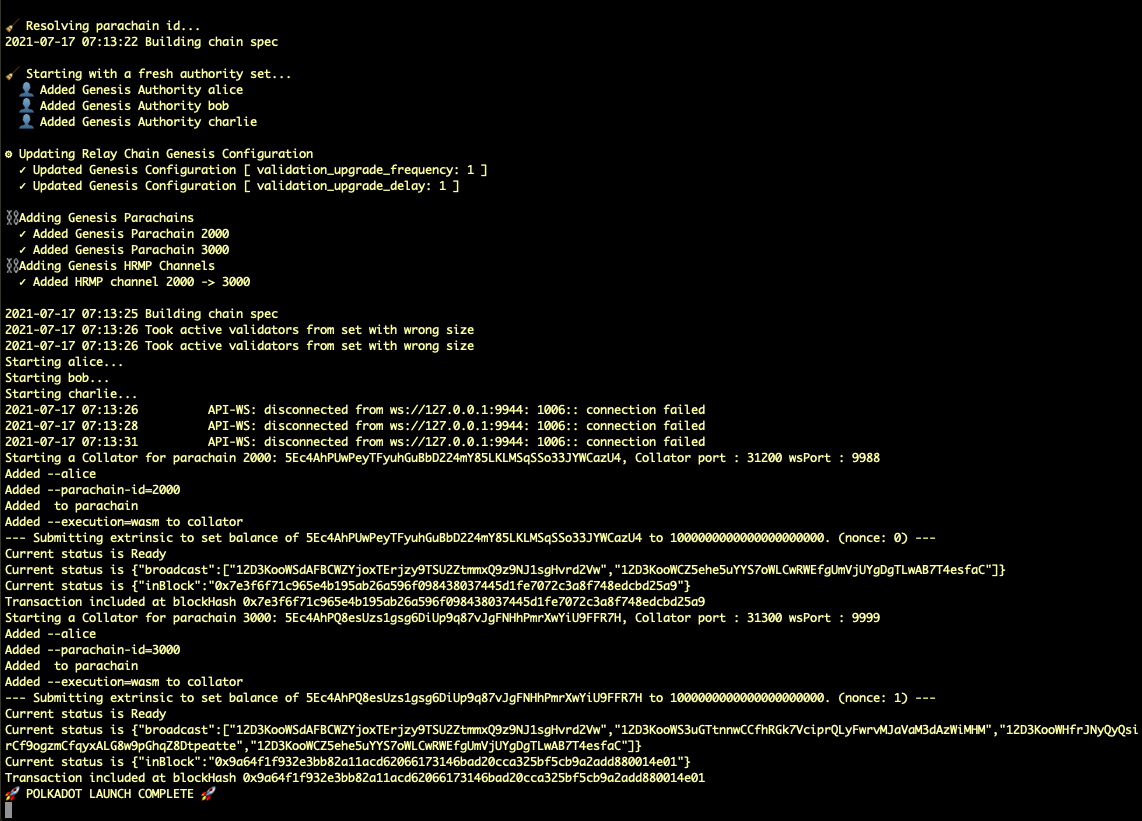 🧹 Resolving parachain id...
2021-07-17 07:13:22 Building chain spec
🧹 Starting with a fresh authority set...
👤 Added Genesis Authority alice
👤 Added Genesis Authority bob
👤 Added Genesis Authority charlie
⚙ Updating Relay Chain Genesis Configuration
✓ Updated Genesis Configuration [ validation_upgrade_frequency: 1 ]
✓ Updated Genesis Configuration [ validation_upgrade_delay: 1 ]
⛓Adding Genesis Parachains
✓ Added Genesis Parachain 2000
✓ Added Genesis Parachain 3000
⛓Adding Genesis HRMP Channels
✓ Added HRMP channel 2000 -> 3000
2021-07-17 07:13:25 Building chain spec
2021-07-17 07:13:26 Took active validators from set with wrong size
2021-07-17 07:13:26 Took active validators from set with wrong size
Starting alice...
Starting bob...
Starting charlie...
2021-07-17 07:13:26 API-WS: disconnected from ws://127.0.0.1:9944: 1006:: connection failed
2021-07-17 07:13:28 API-WS: disconnected from ws://127.0.0.1:9944: 1006:: connection failed
2021-07-17 07:13:31 API-WS: disconnected from ws://127.0.0.1:9944: 1006:: connection failed
Starting a Collator for parachain 2000: 5Ec4AhPUwPeyTFyuhGuBbD224mY85LKLMSqSSo33JYWCazU4, Collator port : 31200 wsPort : 9988
Added --alice
Added --parachain-id=2000
Added  to parachain
Added --execution=wasm to collator
--- Submitting extrinsic to set balance of 5Ec4AhPUwPeyTFyuhGuBbD224mY85LKLMSqSSo33JYWCazU4 to 1000000000000000000000. (nonce: 0) ---
Current status is Ready
Current status is {"broadcast":["12D3KooWSdAFBCWZYjoxTErjzy9TSU2ZtmmxQ9z9NJ1sgHvrd2Vw","12D3KooWCZ5ehe5uYYS7oWLCwRWEfgUmVjUYgDgTLwAB7T4esfaC"]}
Current status is {"inBlock":"0x7e3f6f71c965e4b195ab26a596f098438037445d1fe7072c3a8f748edcbd25a9"}
Transaction included at blockHash 0x7e3f6f71c965e4b195ab26a596f098438037445d1fe7072c3a8f748edcbd25a9
Starting a Collator for parachain 3000: 5Ec4AhPQ8esUzs1gsg6DiUp9q87vJgFNHhPmrXwYiU9FFR7H, Collator port : 31300 wsPort : 9999
Added --alice
Added --parachain-id=3000
Added  to parachain
Added --execution=wasm to collator
--- Submitting extrinsic to set balance of 5Ec4AhPQ8esUzs1gsg6DiUp9q87vJgFNHhPmrXwYiU9FFR7H to 1000000000000000000000. (nonce: 1) ---
Current status is Ready
Current status is {"broadcast":["12D3KooWSdAFBCWZYjoxTErjzy9TSU2ZtmmxQ9z9NJ1sgHvrd2Vw","12D3KooWS3uGTtnnwCCfhRGk7VciprQLyFwrvMJaVaM3dAzWiMHM","12D3KooWHfrJNyQyQsi
rCf9ogzmCfqyxALG8w9pGhqZ8Dtpeatte","12D3KooWCZ5ehe5uYYS7oWLCwRWEfgUmVjUYgDgTLwAB7T4esfaC"]}
Current status is {"inBlock":"0x9a64f1f932e3bb82a11acd62066173146bad20cca325bf5cb9a2add880014e01"}
Transaction included at blockHash 0x9a64f1f932e3bb82a11acd62066173146bad20cca325bf5cb9a2add880014e01
🚀 POLKADOT LAUNCH COMPLETE 🚀